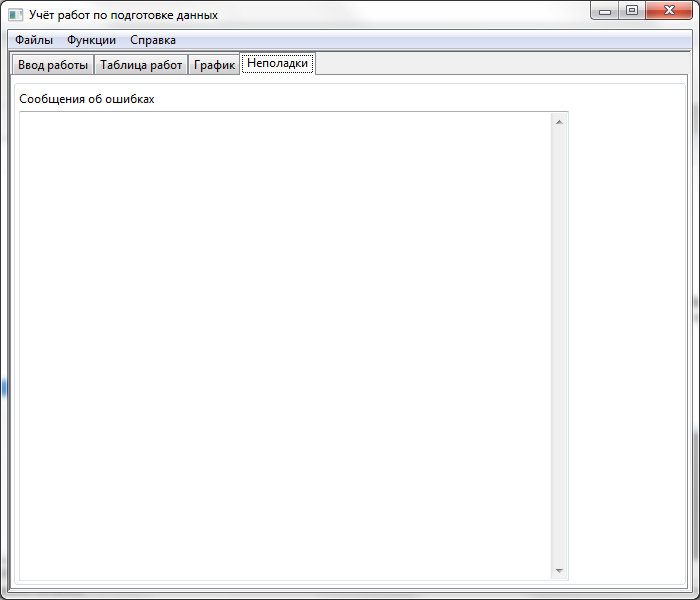 Учёт работ по подготовке данных
Файлы Функции Справка
Ввод работы Таблица работ График Неполадки
Сообщения об ошибках